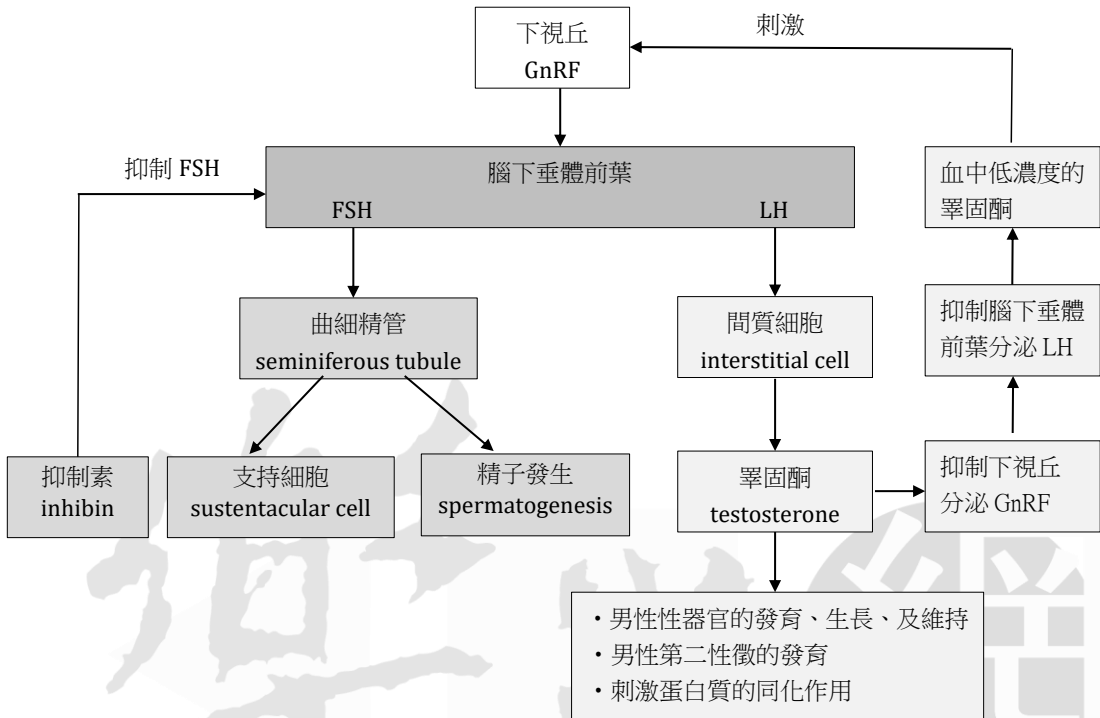 下視丘
GnRF
刺激
抑制 FSH
腦下垂體前葉
FSH
LH
血中低濃度的
睪固酮
曲細精管
seminiferous tubule
間質細胞
interstitial cell
抑制腦下垂體
前葉分泌 LH
抑制素
inhibin
支持細胞
sustentacular cell
精子發生
spermatogenesis
睪固酮
testosterone
抑制下視丘
分泌 GnRF
・男性性器官的發育、生長、及維持
・男性第二性徵的發育
・刺激蛋白質的同化作用